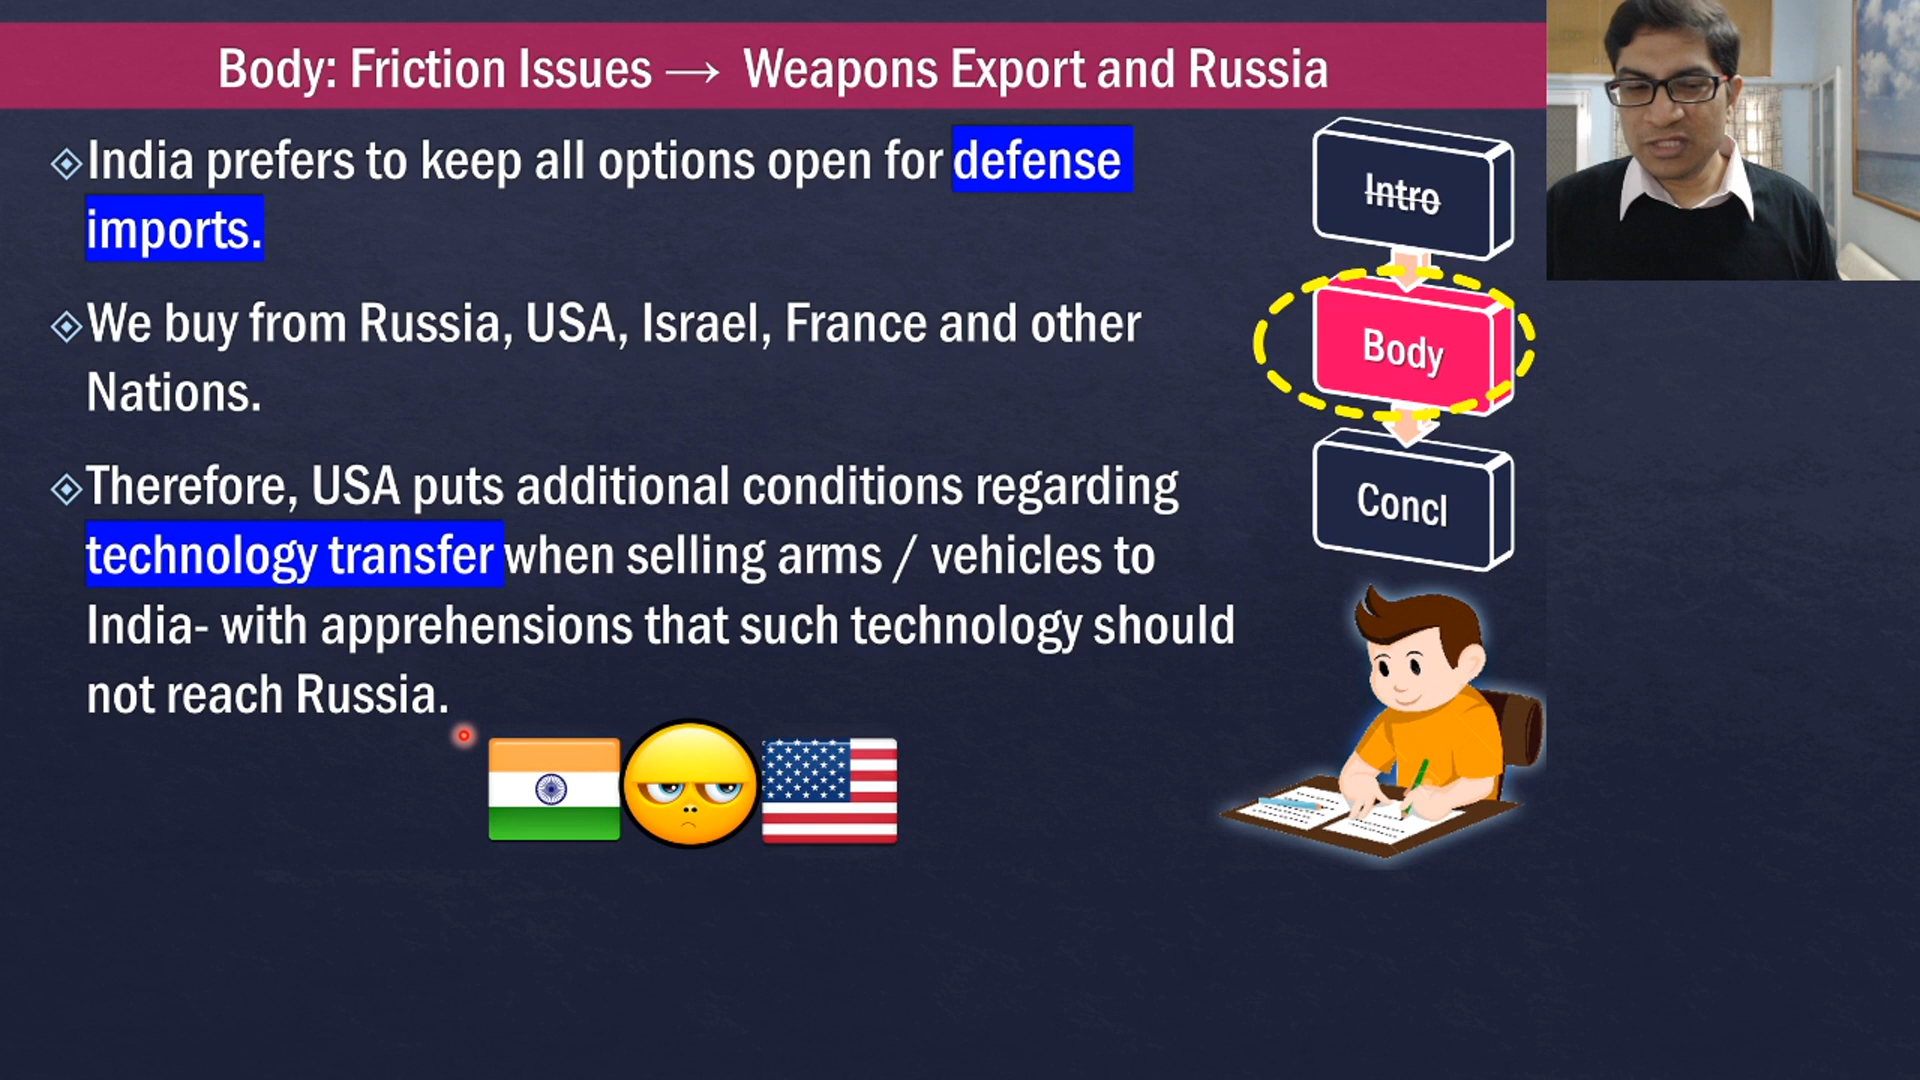 Body: Friction Issues → Weapons Export and Russia
India prefers to keep all options open for defense
imports.
We buy from Russia, USA, Israel, France and other
Nations.
Therefore, USA puts additional conditions regarding
technology transfer when selling arms / vehicles to
India- with apprehensions that such technology should
not reach Russia.
Intro
Body
Concl